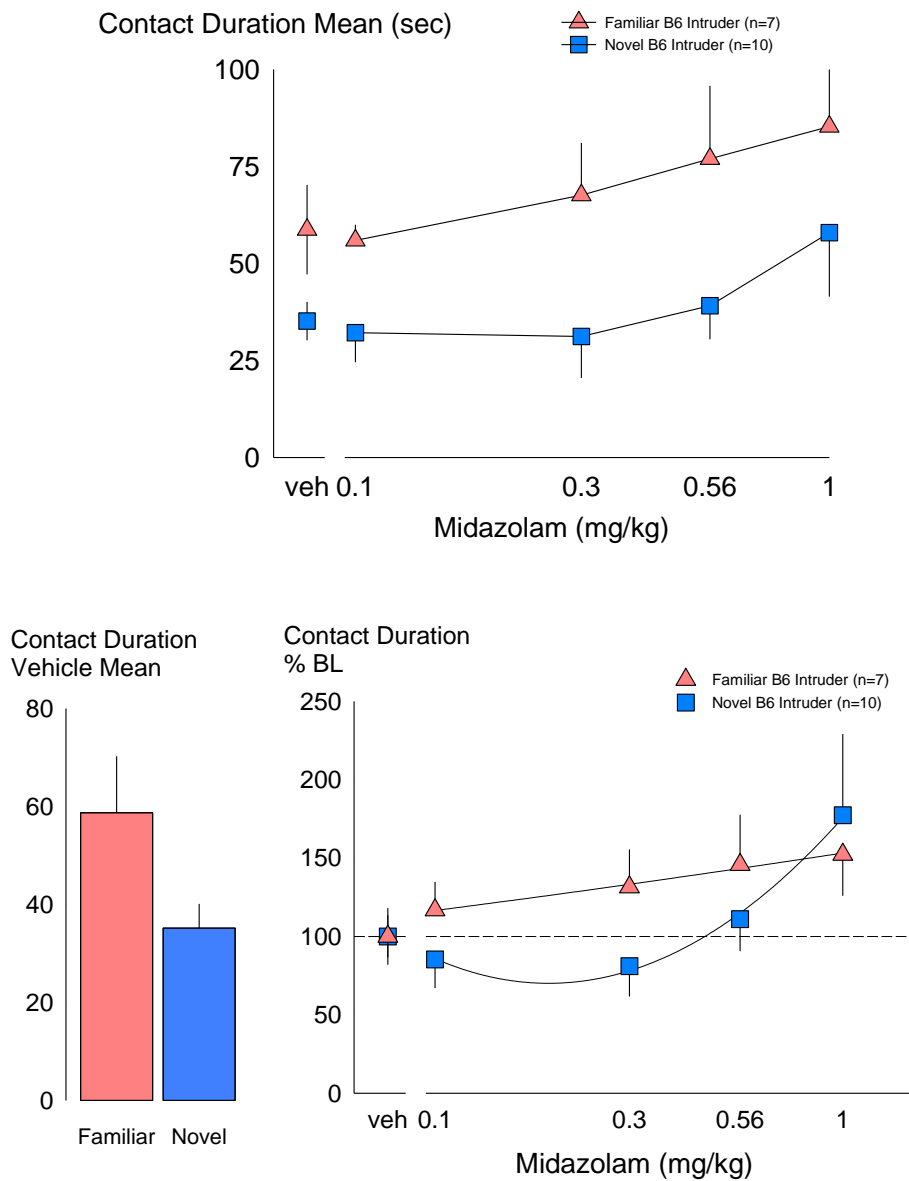 Contact Duration Mean (sec)
Familiar B6 Intruder (n=7)
Novel B6 Intruder (n=10)
100
75
50
25
0
veh 0.1 0.3 0.56 1
Midazolam (mg/kg)
Contact Duration
Vehicle Mean
80
60
40
20
0
Familiar Novel
Contact Duration
% BL
Familiar B6 Intruder (n=7)
Novel B6 Intruder (n=10)
250
200
150
100
50
0
veh 0.1 0.3 0.56 1
Midazolam (mg/kg)